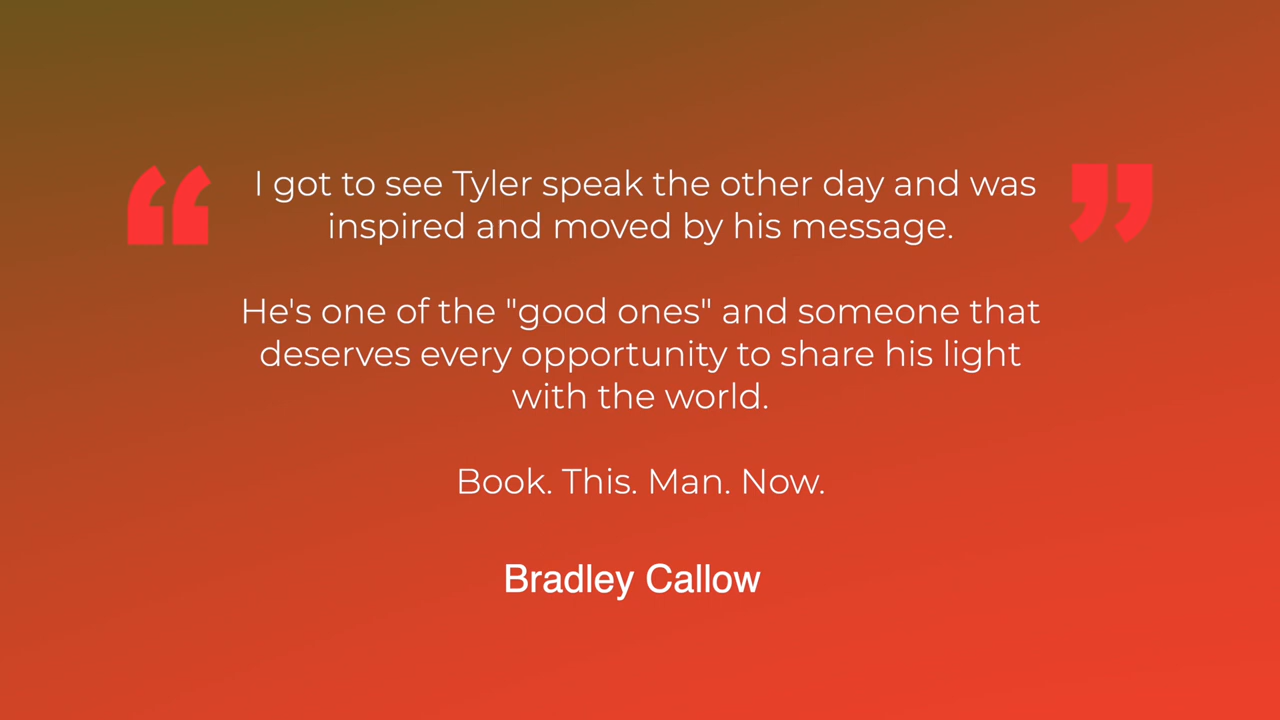 “ I got to see Tyler speak the other day and was ”
inspired and moved by his message.
He's one of the "good ones" and someone that
deserves every opportunity to share his light
with the world.
Book. This. Man. Now.
Bradley Callow